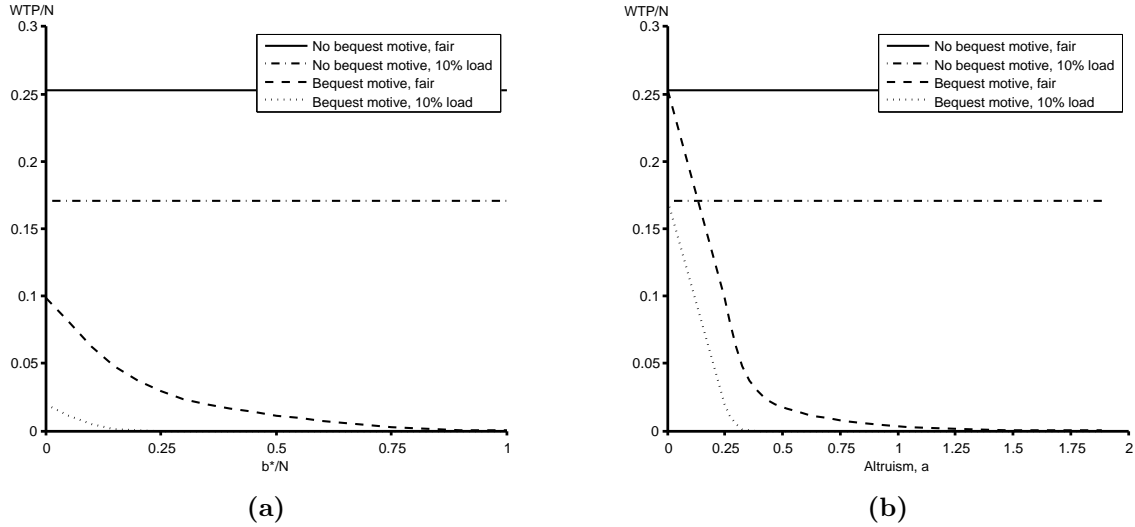 WTP/N
0.3
0.25
0.2
0.15
0.1
0.05
0
0
0.25
0.5
0.75
1
b*/N
No bequest motive, fair
No bequest motive, 10% load
Bequest motive, fair
Bequest motive, 10% load
(a)
WTP/N
0.3
0.25
0.2
0.15
0.1
0.05
0
0
0.25
0.5
0.75
1
1.25
1.5
1.75
2
Altruism, a
No bequest motive, fair
No bequest motive, 10% load
Bequest motive, fair
Bequest motive, 10% load
(b)